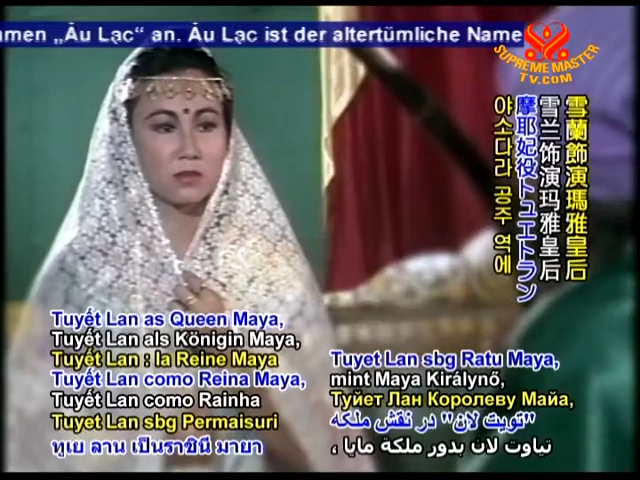 mmen „Âu Lạc“ an. Âu Lạc ist der altertümliche Name
SUPREME MASTER
TV.COM
雪蘭飾演瑪雅皇后
雪兰饰演玛雅皇后
摩耶妃役トュエトラン
야소다라 공주 역에
Tuyết Lan as Queen Maya,
Tuyết Lan als Königin Maya,
Tuyết Lan : la Reine Maya
Tuyết Lan como Reina Maya,
Tuyết Lan como Rainha
Tuyet Lan sbg Permaisuri
ทูเย ลาน เป็นราชินี มายา
Tuyet Lan sbg Ratu Maya,
mint Maya Királynő,
Туйет Лан Королеву Майа,
"تویت لان" در نقش ملکه
تياوت لان بدور ملكة مايا ،